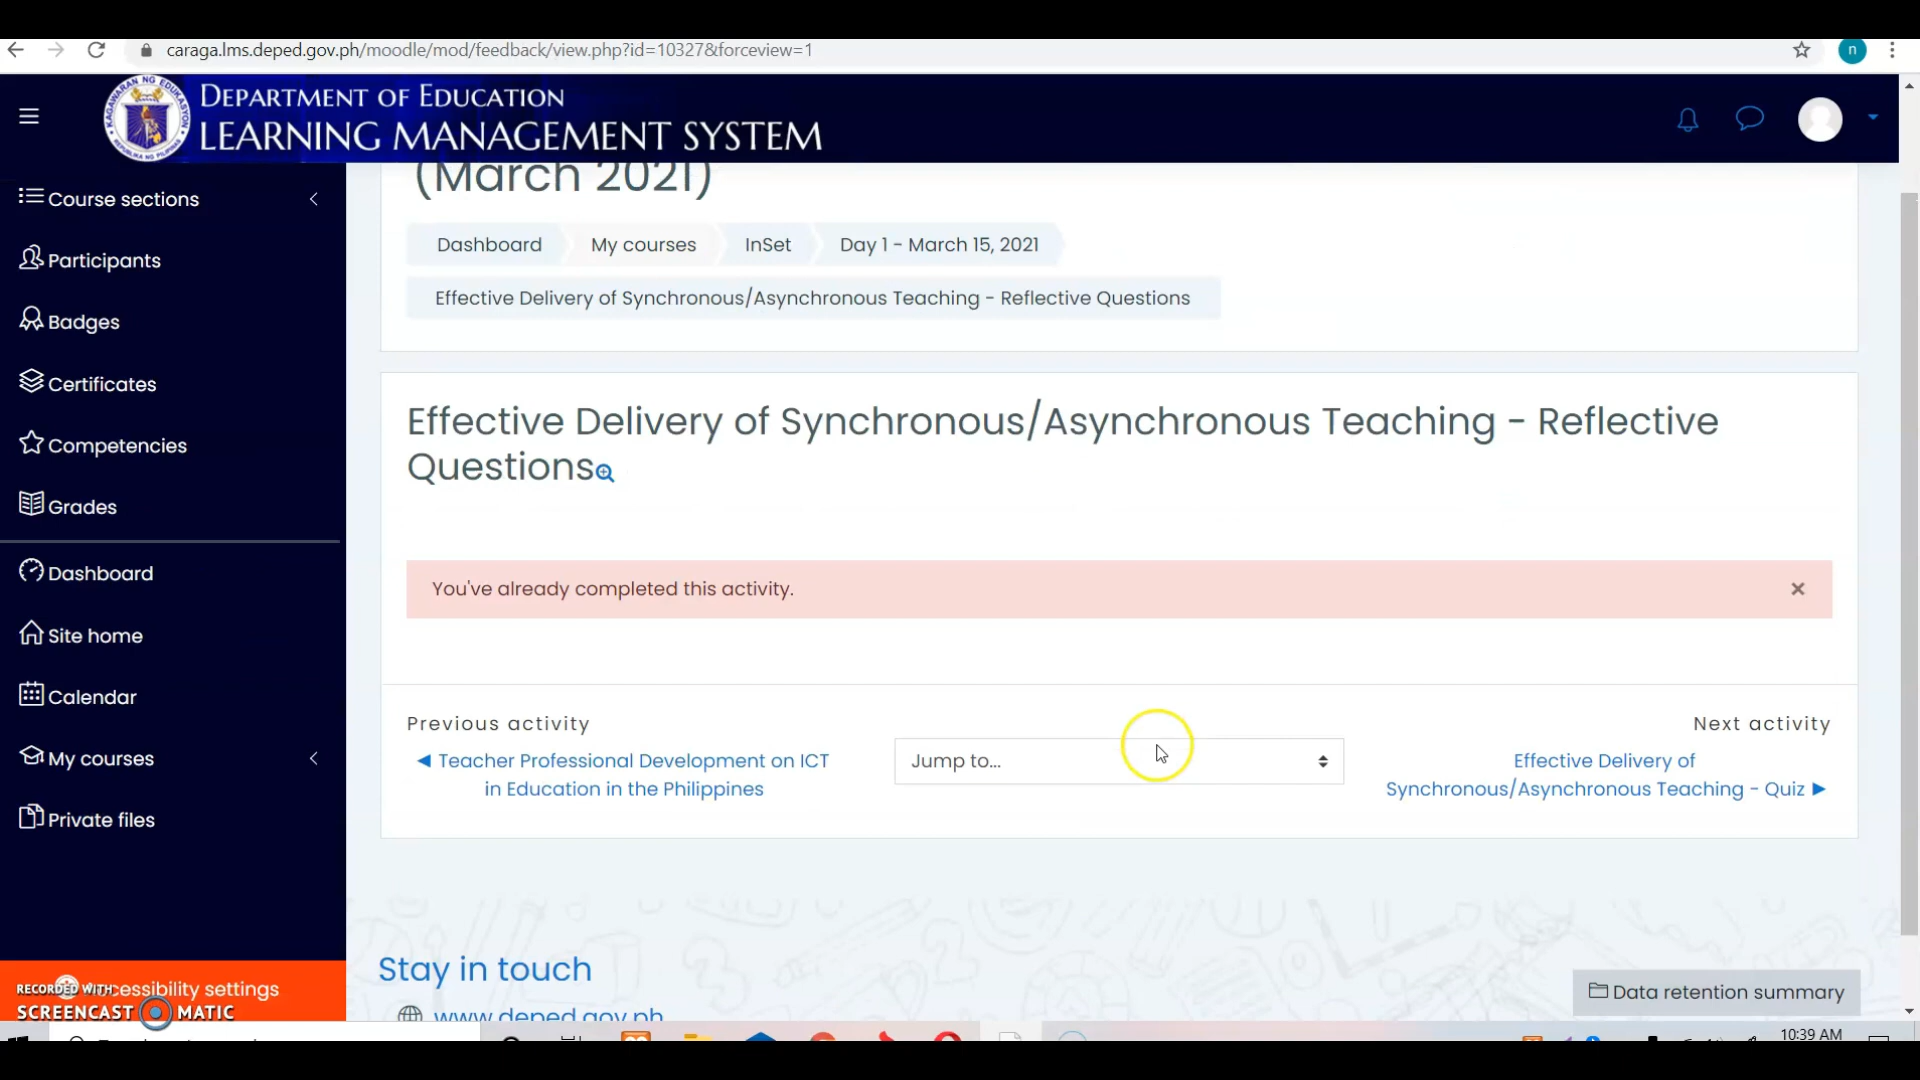 caraga.lms.deped.gov.ph/moodle/mod/feedback/view.php?id=10327&forceview=1
n
DEPARTMENT OF EDUCATION
LEARNING MANAGEMENT SYSTEM
Course sections
Participants
Badges
Certificates
Competencies
Grades
Dashboard
Site home
Calendar
My courses
Private files
(March 2021)
Dashboard
My courses
InSet
Day 1 - March 15, 2021
Effective Delivery of Synchronous/Asynchronous Teaching - Reflective Questions
Effective Delivery of Synchronous/Asynchronous Teaching - Reflective
Questions
You've already completed this activity.
×
Previous activity
◀ Teacher Professional Development on ICT
in Education in the Philippines
Jump to...
Next activity
Effective Delivery of
Synchronous/Asynchronous Teaching - Quiz ▶
Stay in touch
www.deped.gov.ph
Data retention summary
RECORDED WITH
SCREENCAST MATIC
settings
10:39 AM